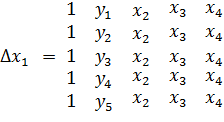 1 y₁ x₂ x₃ x₄
1 y₂ x₂ x₃ x₄
Δx₁ = 1 y₃ x₂ x₃ x₄
1 y₄ x₂ x₃ x₄
1 y₅ x₂ x₃ x₄